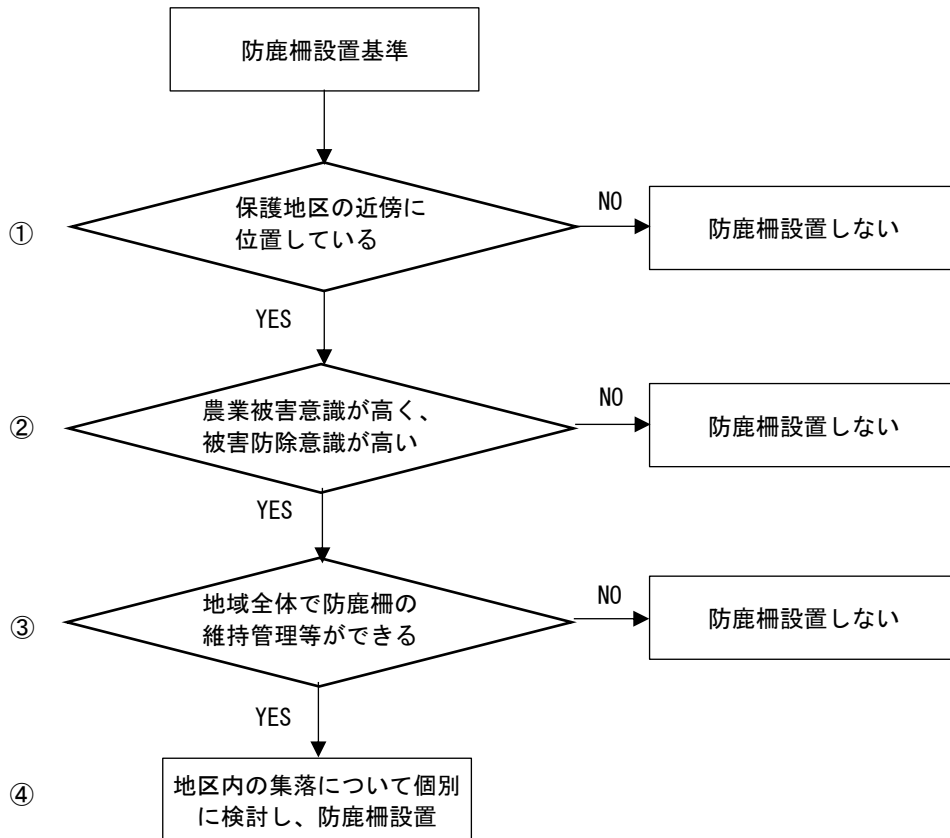 防鹿柵設置基準
①
保護地区の近傍に
位置している
NO
防鹿柵設置しない
YES
②
農業被害意識が高く、
被害防除意識が高い
NO
防鹿柵設置しない
YES
③
地域全体で防鹿柵の
維持管理等ができる
NO
防鹿柵設置しない
YES
④
地区内の集落について個別
に検討し、防鹿柵設置